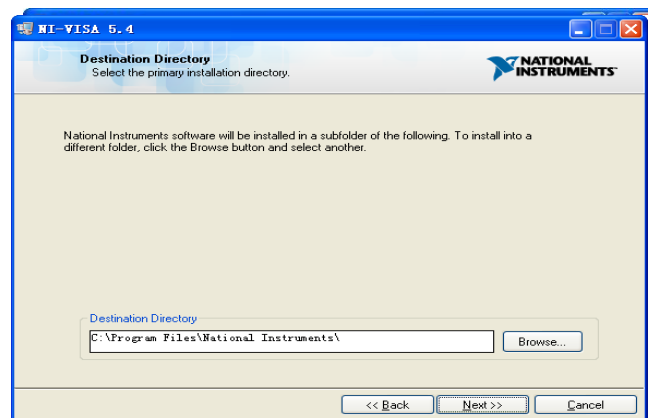 NI-VISA 5.4
Destination Directory
Select the primary installation directory.
NATIONAL
INSTRUMENTS
National Instruments software will be installed in a subfolder of the following. To install into a
different folder, click the Browse button and select another.
Destination Directory
C:\Program Files\National Instruments\
Browse...
<< Back
Next >>
Cancel